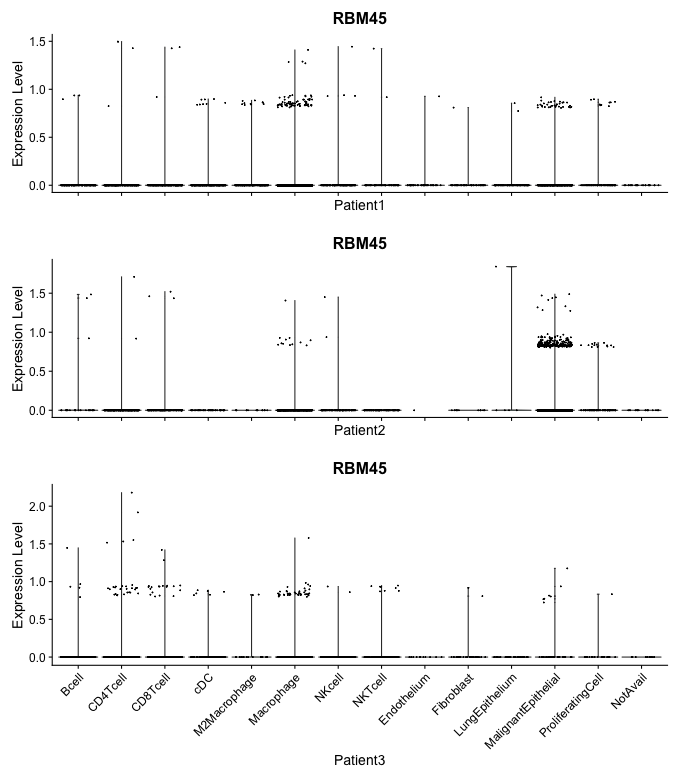 RBM45
Expression Level
1.5
1.0
0.5
0.0
Patient1
RBM45
Expression Level
1.5
1.0
0.5
0.0
Patient2
RBM45
Expression Level
2.0
1.5
1.0
0.5
0.0
Bcell
CD4Tcell
CD8Tcell
cDC
M2Macrophage
Macrophage
NKcell
NKTcell
Endothelium
Fibroblast
LungEpithelium
MalignantEpithelial
ProliferatingCell
NotAvail
Patient3